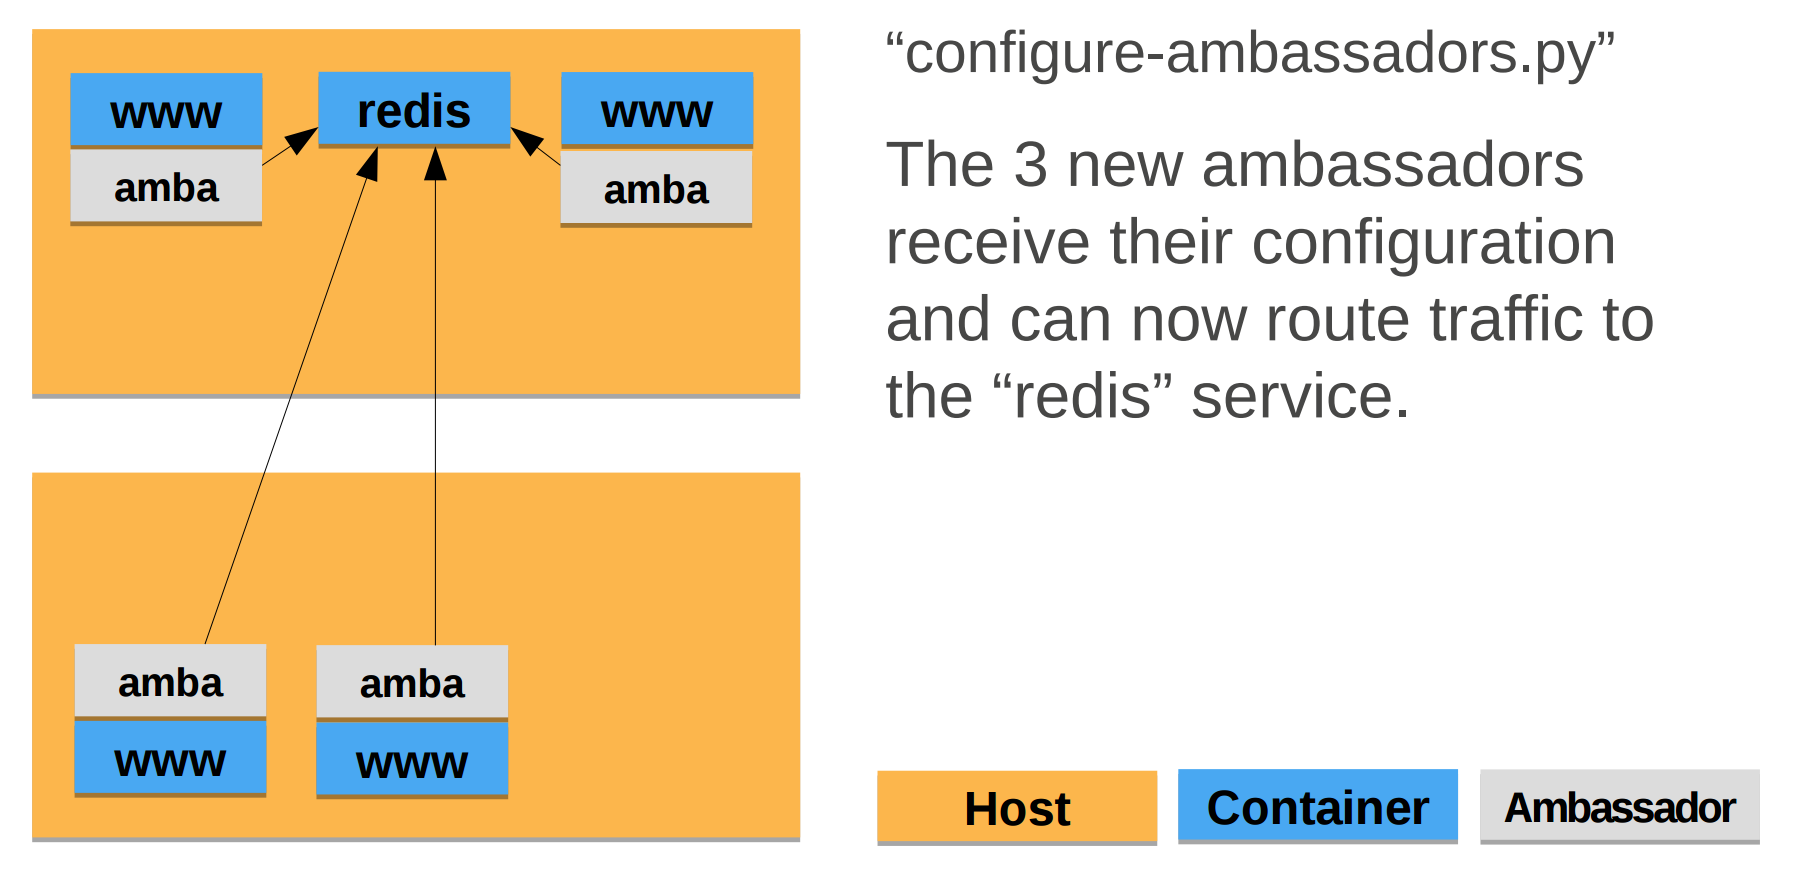 www
redis
www
amba
amba
amba
amba
www
www
“configure-ambassadors.py”
The 3 new ambassadors
receive their configuration
and can now route traffic to
the “redis” service.
Host
Container
Ambassador